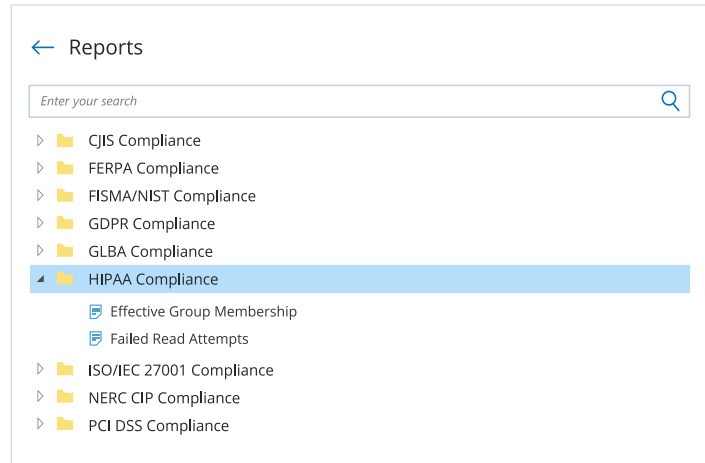 Reports
Enter your search
CJIS Compliance
FERPA Compliance
FISMA/NIST Compliance
GDPR Compliance
GLBA Compliance
HIPAA Compliance
Effective Group Membership
Failed Read Attempts
ISO/IEC 27001 Compliance
NERC CIP Compliance
PCI DSS Compliance